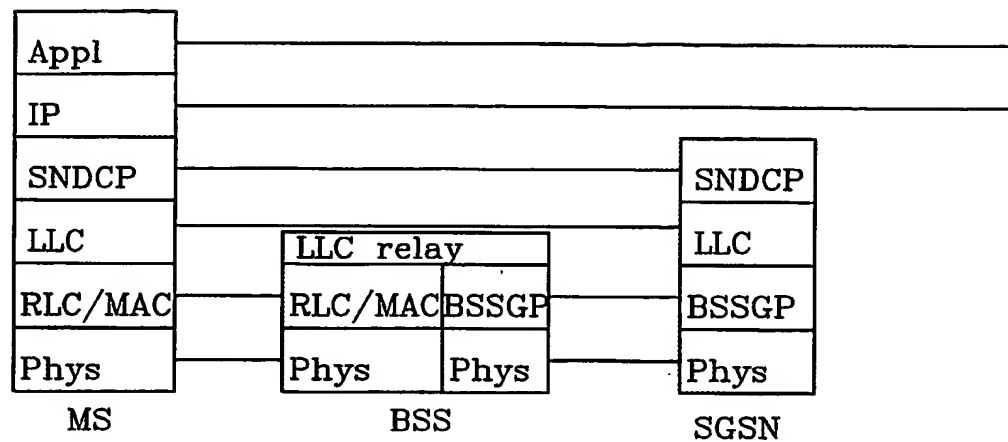 Appl
IP
SNDCP
LLC
RLC/MAC
Phys
MS
LLC relay
RLC/MAC BSSGP
Phys Phys
BSS
SNDCP
LLC
BSSGP
Phys
SGSN